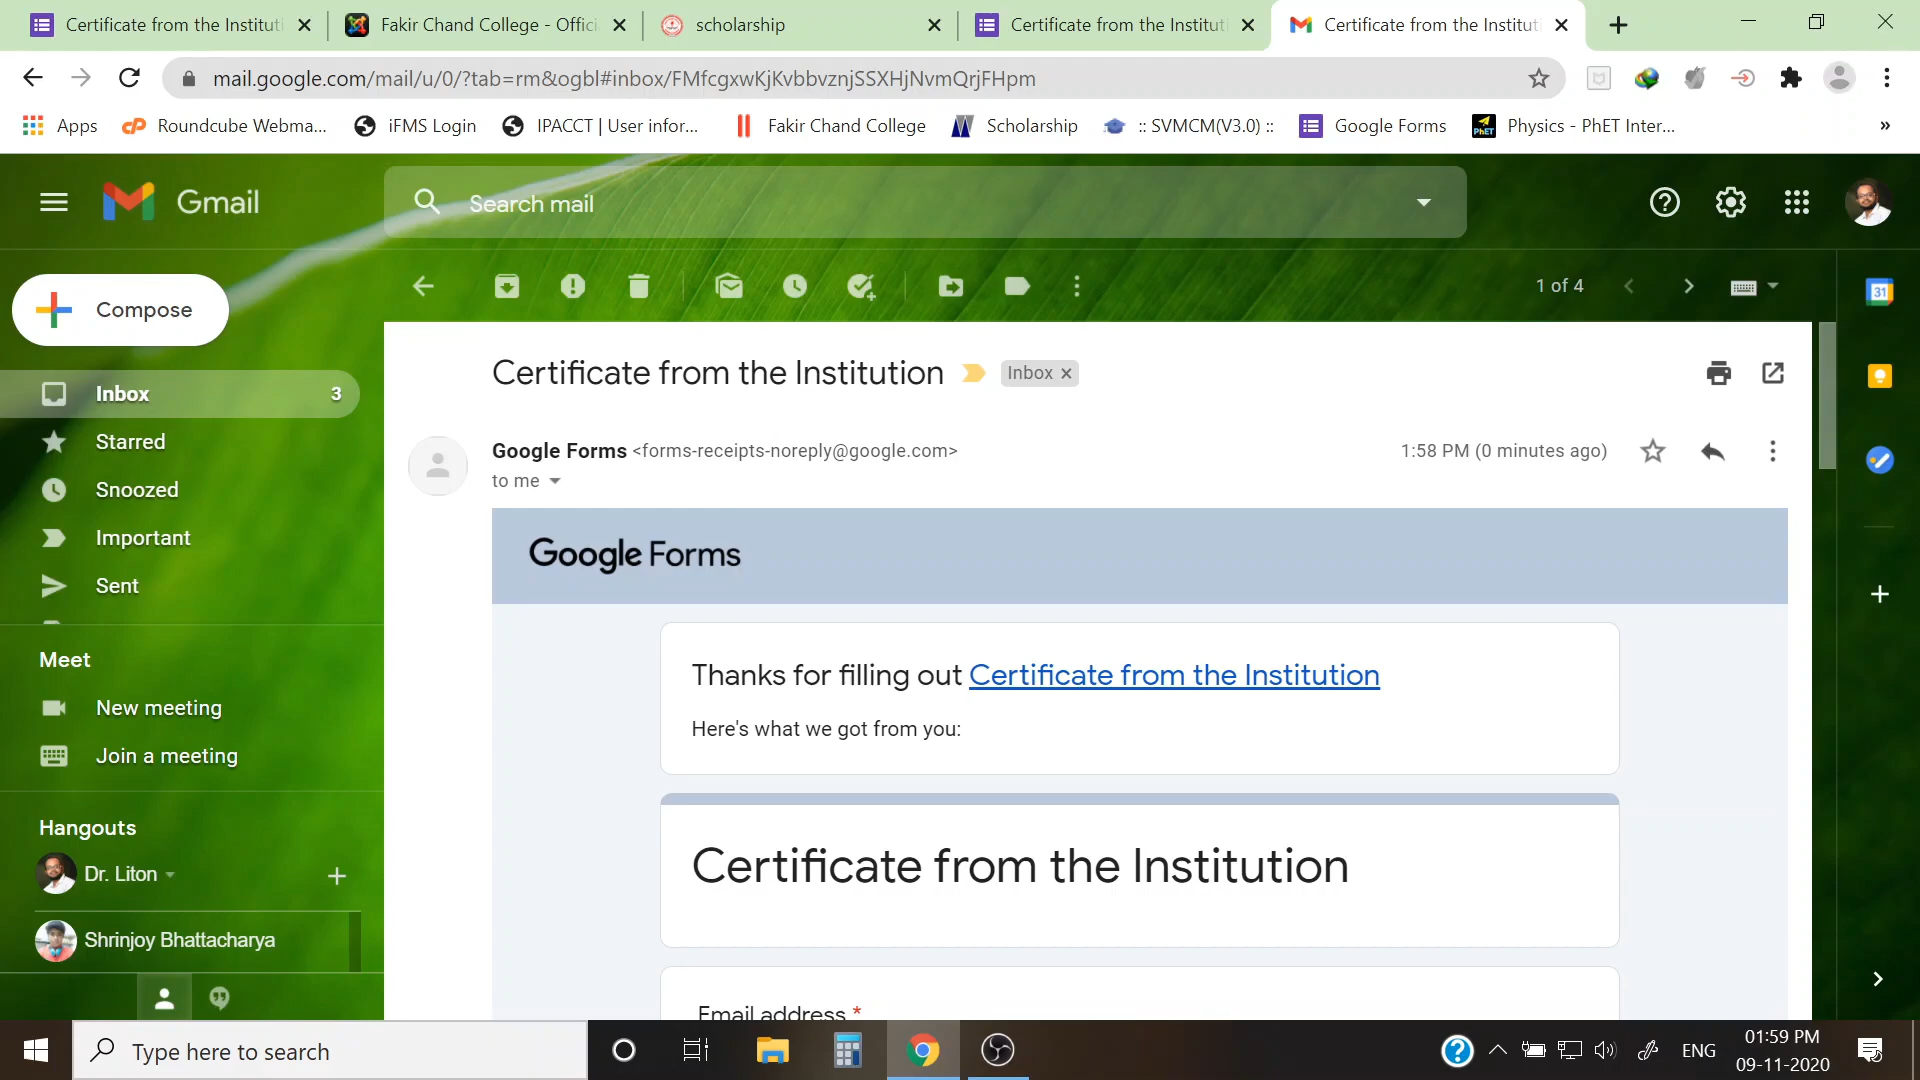 Certificate from the Instituti
Fakir Chand College - Offici
scholarship
Certificate from the Instituti
Certificate from the Instituti
mail.google.com/mail/u/0/?tab=rm&ogbl#inbox/FMfcgxwKjKvbbvznjSSXHjNvmQrjFHpm
Apps
Roundcube Webma...
iFMS Login
IPACCT | User infor...
Fakir Chand College
Scholarship
:: SVMCM(V3.0) ::
Google Forms
PhET
Physics - PhET Inter...
»
Gmail
Search mail
Compose
1 of 4
31
Inbox 3
Starred
Snoozed
Important
Sent
Meet
New meeting
Join a meeting
Hangouts
Dr. Liton
Shrinjoy Bhattacharya
Certificate from the Institution
Inbox ×
Google Forms <forms-receipts-noreply@google.com>
1:58 PM (0 minutes ago)
to me
Google Forms
Thanks for filling out Certificate from the Institution
Here's what we got from you:
Certificate from the Institution
Email address *
Type here to search
ENG
01:59 PM
09-11-2020